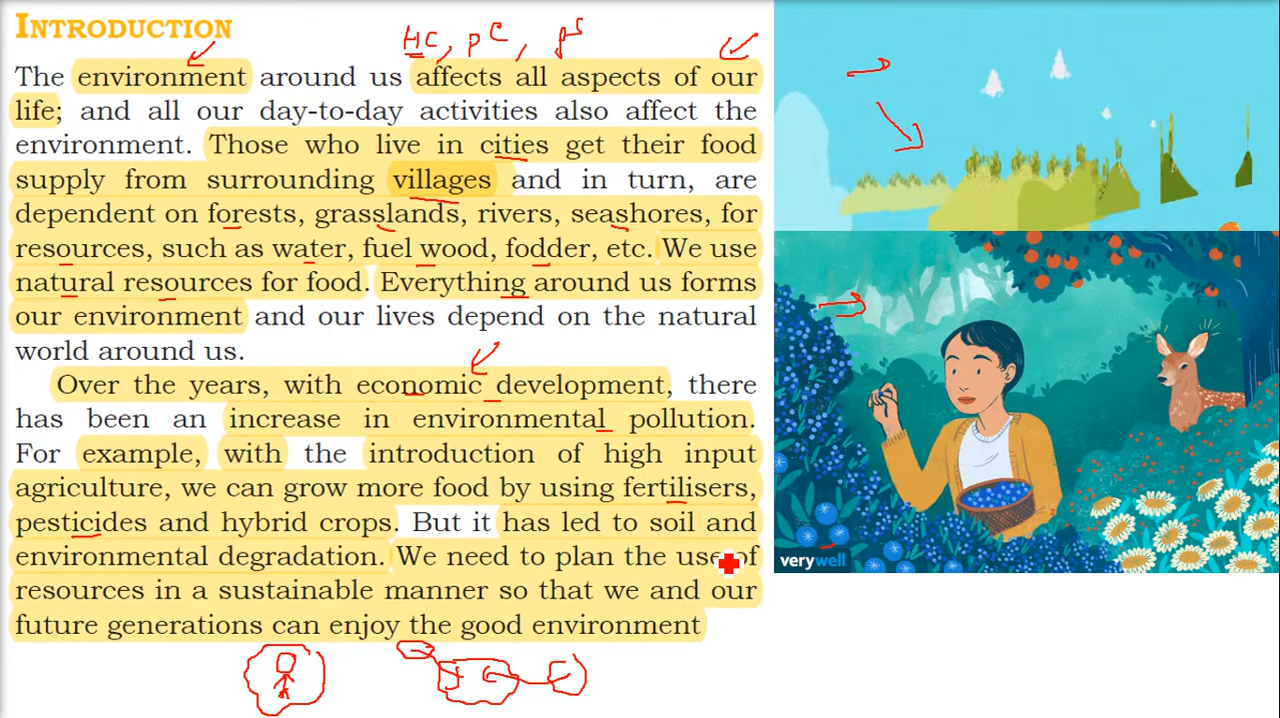 INTRODUCTION
HC, PC,
The environment around us affects all aspects of our
life; and all our day-to-day activities also affect the
environment. Those who live in cities get their food
supply from surrounding villages and in turn, are
dependent on forests, grasslands, rivers, seashores, for
resources, such as water, fuel wood, fodder, etc. We use
natural resources for food. Everything around us forms
our environment and our lives depend on the natural
world around us.
Over the years, with economic development, there
has been an increase in environmental pollution.
For example, with the introduction of high input
agriculture, we can grow more food by using fertilisers,
pesticides and hybrid crops. But it has led to soil and
environmental degradation. We need to plan the use of
resources in a sustainable manner so that we and our
future generations can enjoy the good environment
verywell